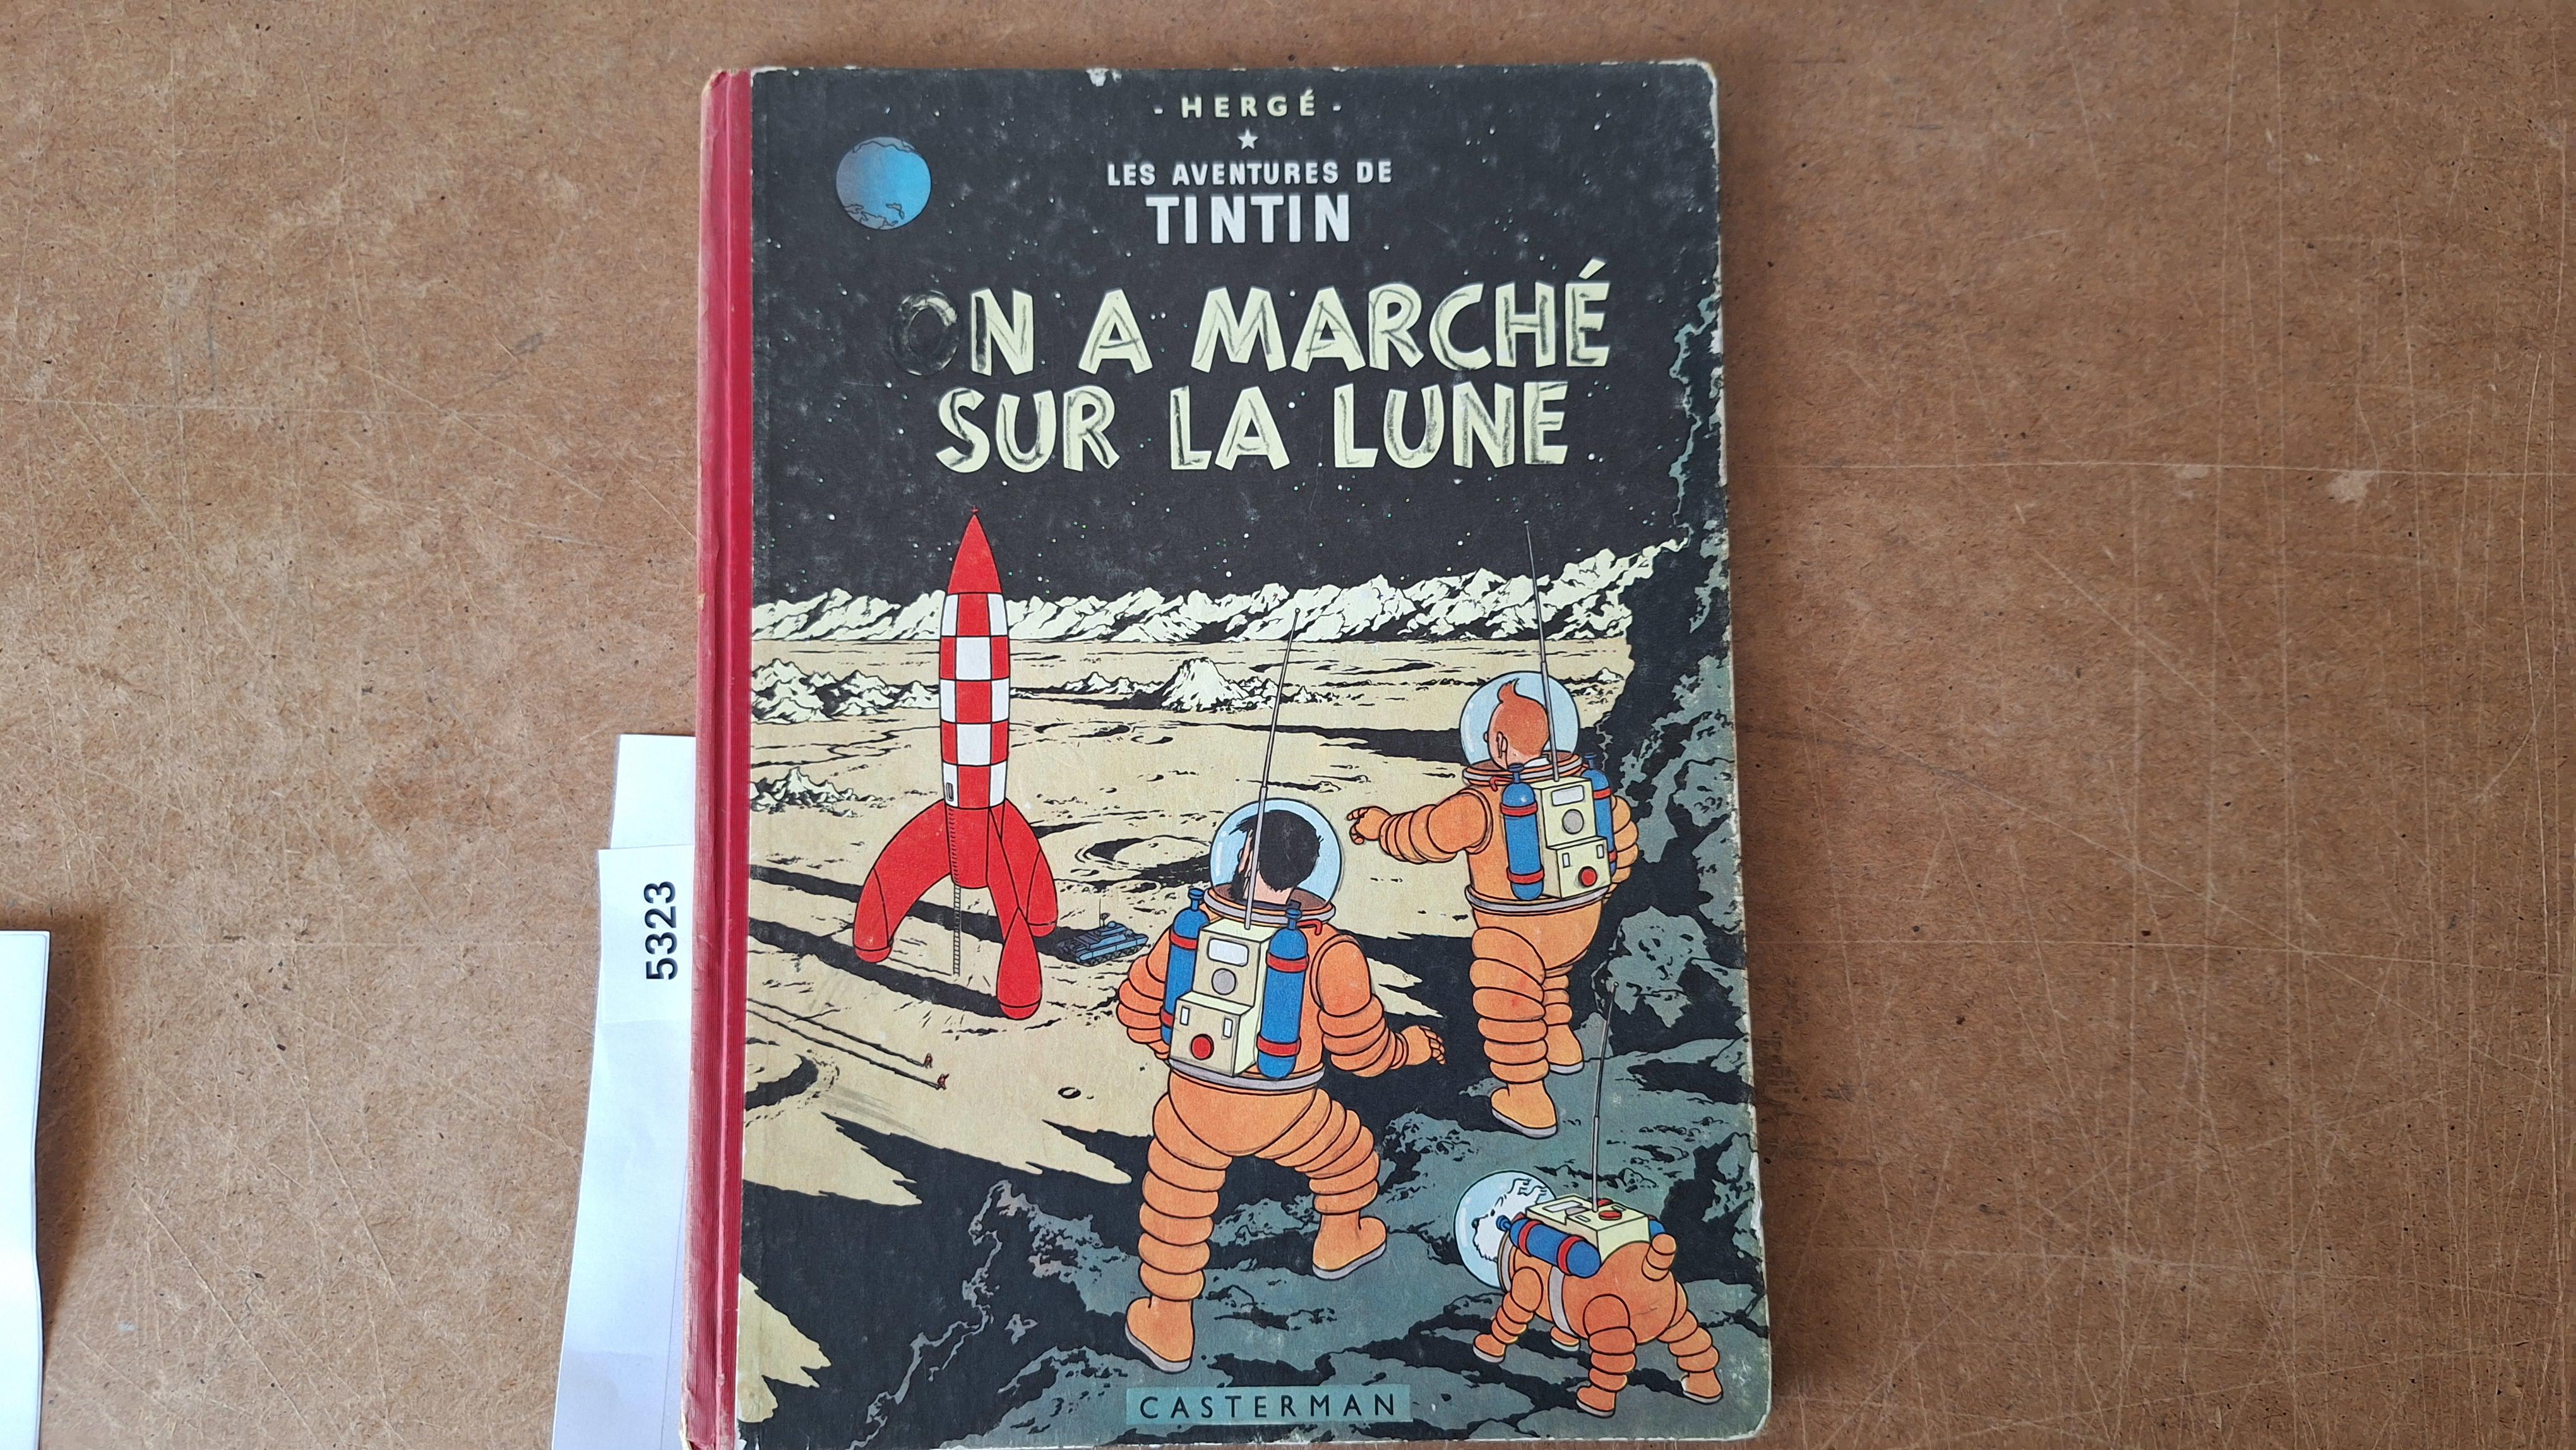 - HERGÉ -
LES AVENTURES DE
TINTIN
ON A MARCHÉ
SUR LA LUNE
CASTERMAN
5323